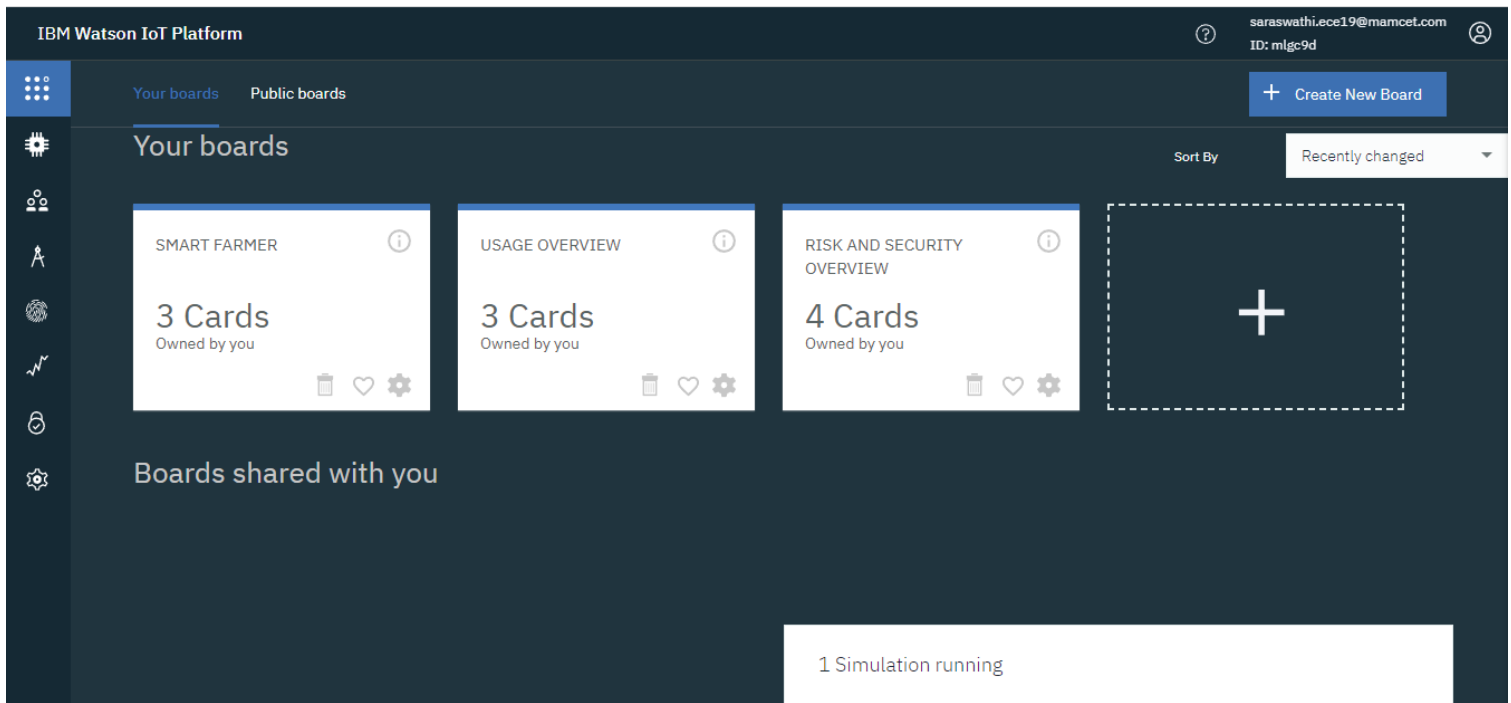 IBM Watson IoT Platform
saraswathi.ece19@mamcet.com
ID: mlgc9d
Your boards
Public boards
+ Create New Board
Your boards
Sort By
Recently changed
SMART FARMER
3 Cards
Owned by you
USAGE OVERVIEW
3 Cards
Owned by you
RISK AND SECURITY
OVERVIEW
4 Cards
Owned by you
Boards shared with you
1 Simulation running